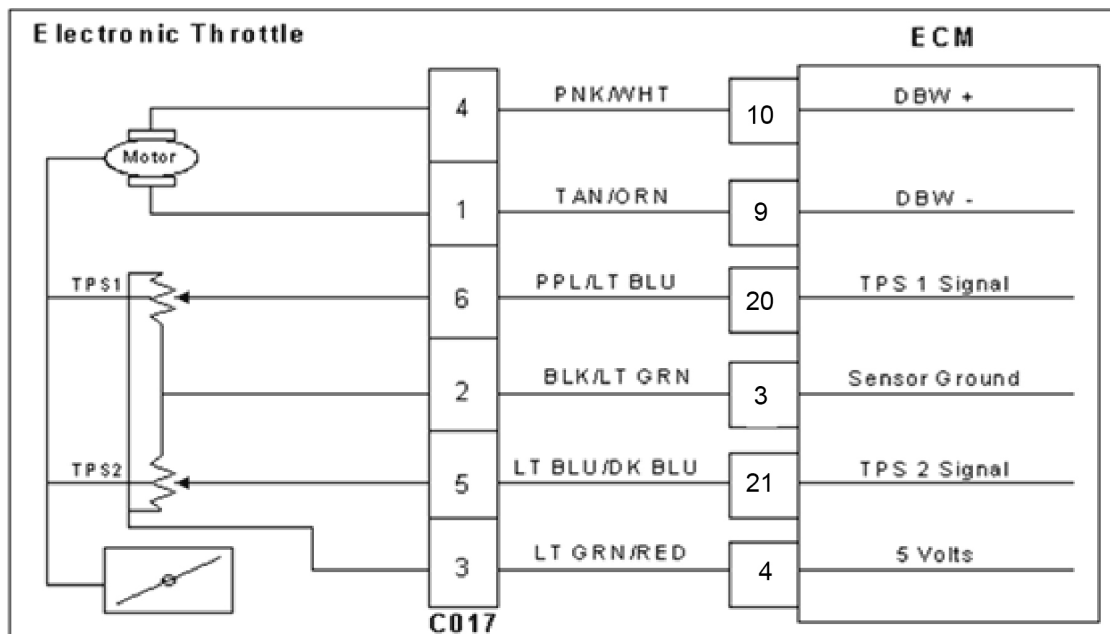 Electronic Throttle
ECM
4
PNK/WHT
10
DBW +
Motor
1
TAN/ORN
9
DBW -
TPS1
6
PPL/LT BLU
20
TPS 1 Signal
2
BLK/LT GRN
3
Sensor Ground
TPS2
5
LT BLU/DK BLU
21
TPS 2 Signal
3
LT GRN/RED
4
5 Volts
C017